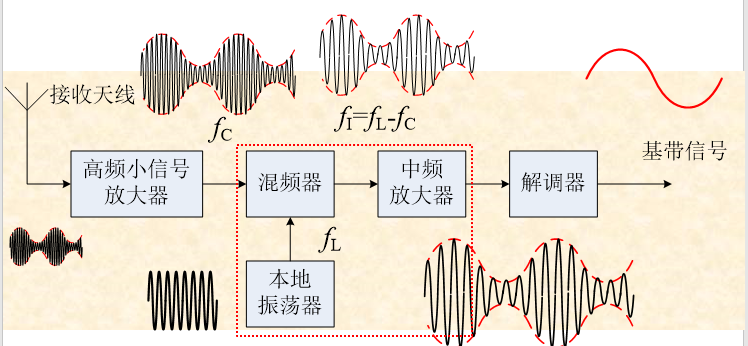 接收天线
f_C
f_I=f_L-f_C
基带信号
高频小信号
放大器
混频器
中频
放大器
解调器
f_L
本地
振荡器